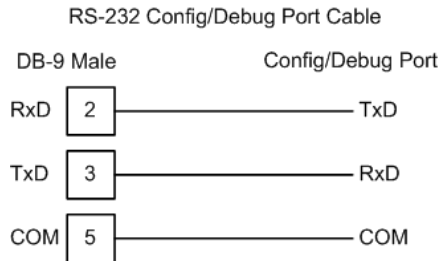 RS-232 Config/Debug Port Cable
DB-9 Male Config/Debug Port
RxD 2 TxD
TxD 3 RxD
COM 5 COM